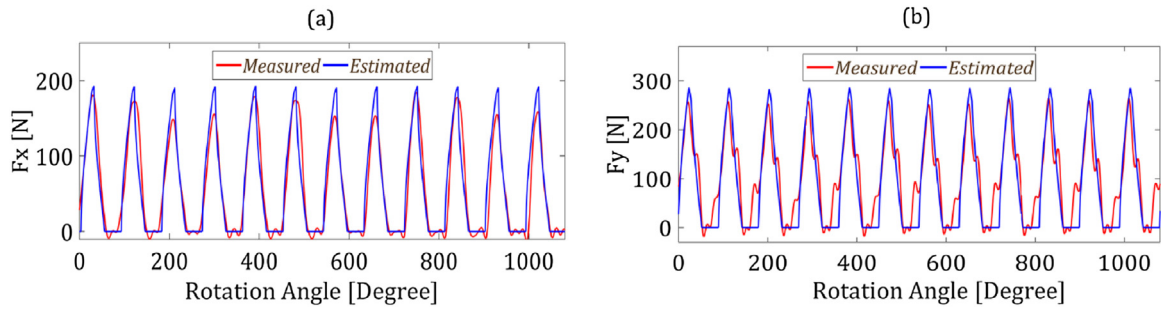 (a)
Measured Estimated
Fx [N]
200
100
0
0 200 400 600 800 1000
Rotation Angle [Degree]
(b)
Measured Estimated
Fy [N]
300
200
100
0
0 200 400 600 800 1000
Rotation Angle [Degree]